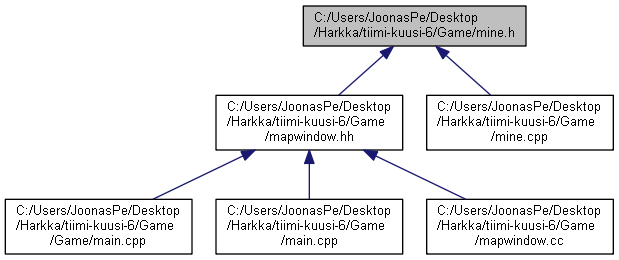 C:/Users/JoonasPe/Desktop
/Harkka/tiimi-kuusi-6/Game/mine.h
C:/Users/JoonasPe/Desktop
/Harkka/tiimi-kuusi-6/Game
/mapwindow.hh
C:/Users/JoonasPe/Desktop
/Harkka/tiimi-kuusi-6/Game
/mine.cpp
C:/Users/JoonasPe/Desktop
/Harkka/tiimi-kuusi-6/Game
/Game/main.cpp
C:/Users/JoonasPe/Desktop
/Harkka/tiimi-kuusi-6/Game
/main.cpp
C:/Users/JoonasPe/Desktop
/Harkka/tiimi-kuusi-6/Game
/mapwindow.cc